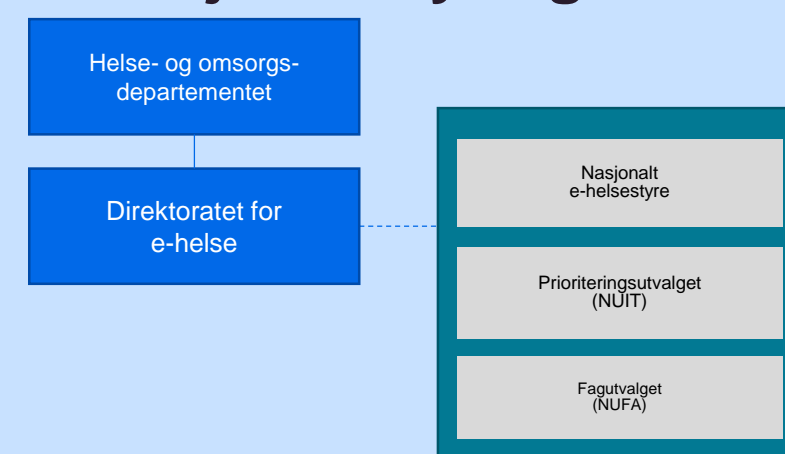 Helse- og omsorgs-
departementet
Direktoratet for
e-helse
Nasjonalt
e-helsestyre
Prioriteringsutvalget
(NUIT)
Fagutvalget
(NUFA)